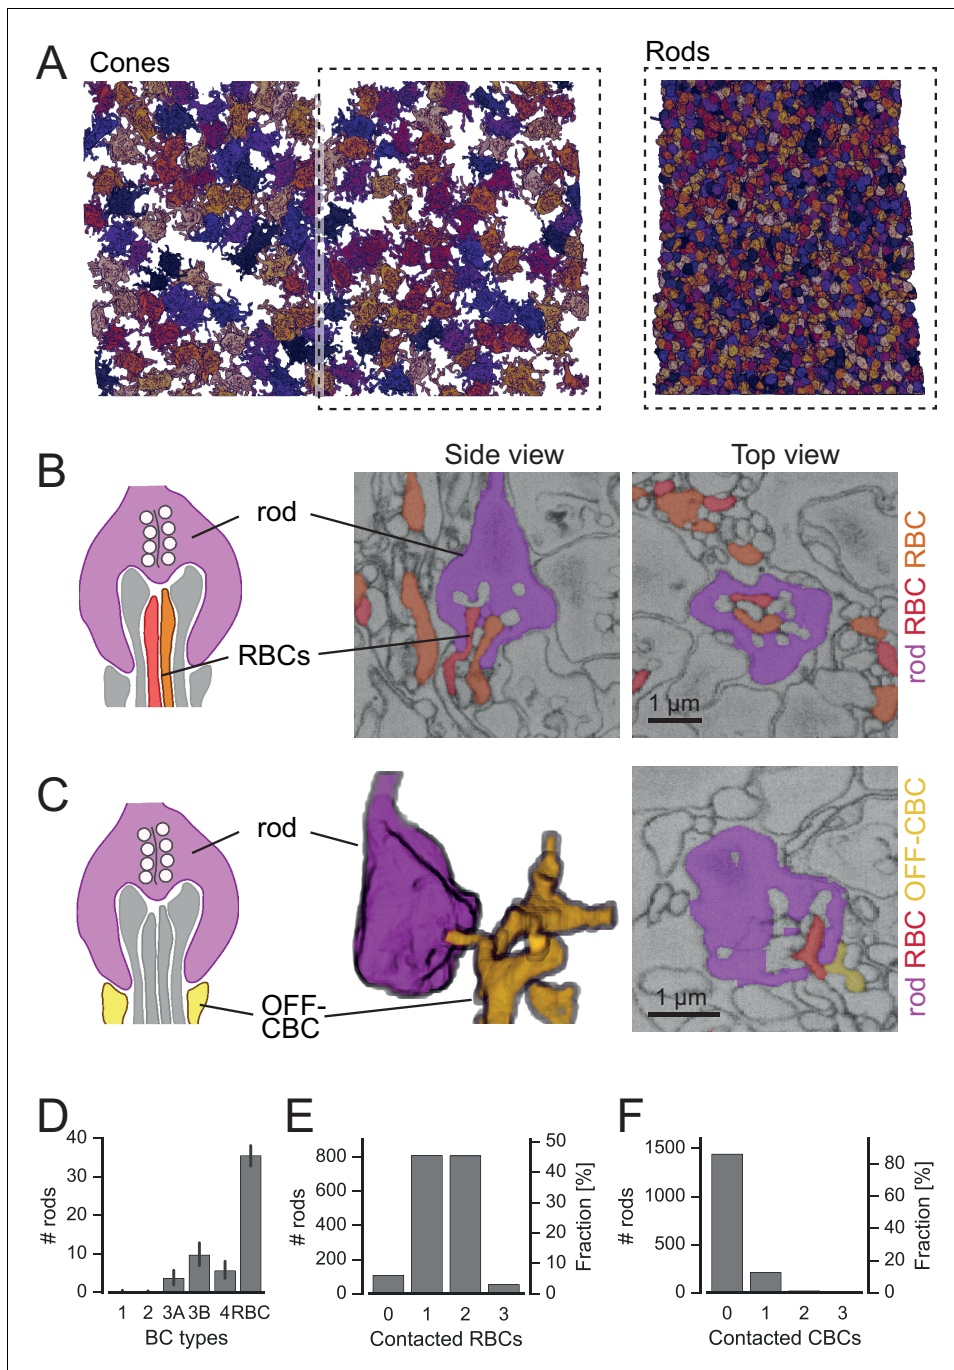 A
Cones
Rods
B
Side view
Top view
rod
RBCs
1 µm
rod RBC RBC
C
rod
OFF-
CBC
1 µm
rod RBC OFF-CBC
D
# rods
40
30
20
10
0
1 2 3A 3B 4 RBC
BC types
E
# rods
800
600
400
200
0
0 1 2 3
Contacted RBCs
50
40
30
20
10
0
Fraction [%]
F
# rods
1500
1000
500
0
0 1 2 3
Contacted CBCs
80
60
40
20
0
Fraction [%]